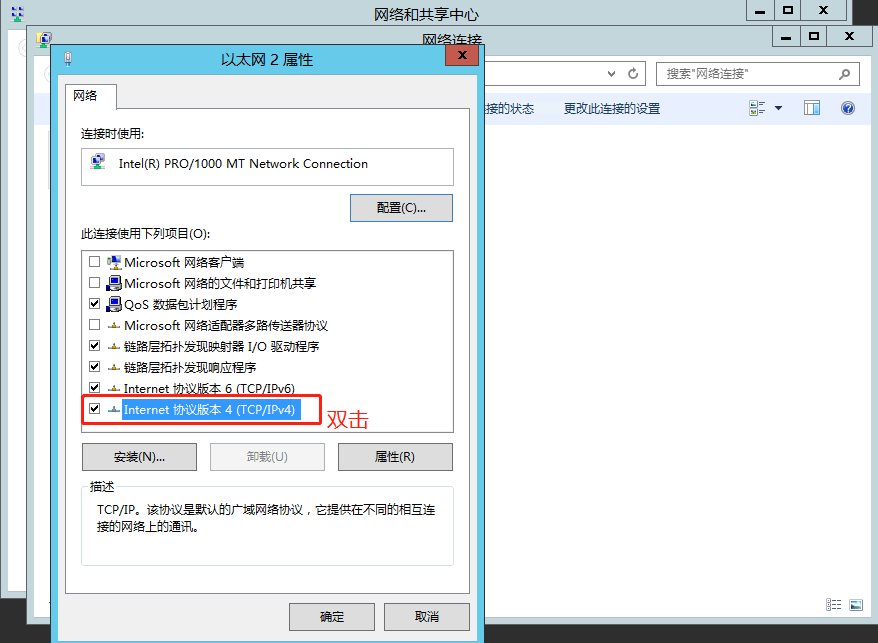 网络和共享中心
网络连接
以太网 2 属性
搜索"网络连接"
接的状态
更改此连接的设置
网络
连接时使用:
Intel(R) PRO/1000 MT Network Connection
配置(C)...
此连接使用下列项目(O):
Microsoft 网络客户端
Microsoft 网络的文件和打印机共享
QoS 数据包计划程序
Microsoft 网络适配器多路传送器协议
链路层拓扑发现映射器 I/O 驱动程序
链路层拓扑发现响应程序
Internet 协议版本 6 (TCP/IPv6)
Internet 协议版本 4 (TCP/IPv4)
双击
安装(N)...
卸载(U)
属性(R)
描述
TCP/IP。该协议是默认的广域网络协议，它提供在不同的相互连
接的网络上的通讯。
确定
取消